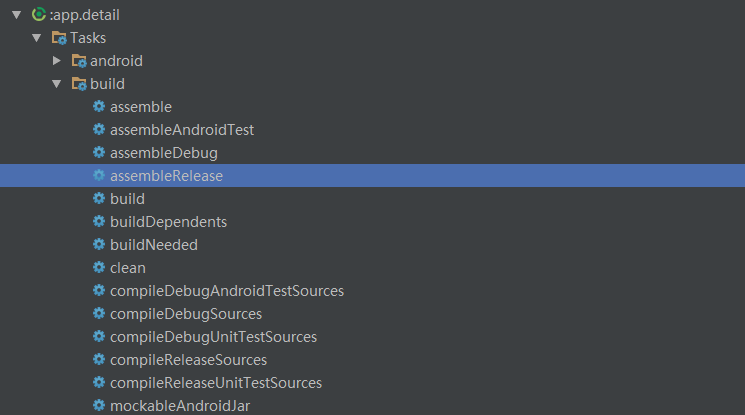 :app.detail
Tasks
android
build
assemble
assembleAndroidTest
assembleDebug
assembleRelease
build
buildDependents
buildNeeded
clean
compileDebugAndroidTestSources
compileDebugSources
compileDebugUnitTestSources
compileReleaseSources
compileReleaseUnitTestSources
mockableAndroidJar